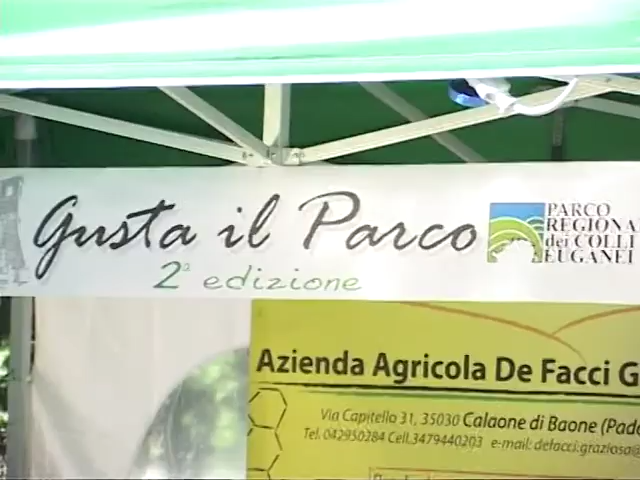 Gusta il Parco
2ª edizione
PARCO
REGIONA
dei COLLI
EUGANEI
Azienda Agricola De Facci G
Via Capitello 31, 35030 Calaone di Baone (Pado
Tel. 042950284 Cell.3479440203 e-mail: defacci.graziosa@